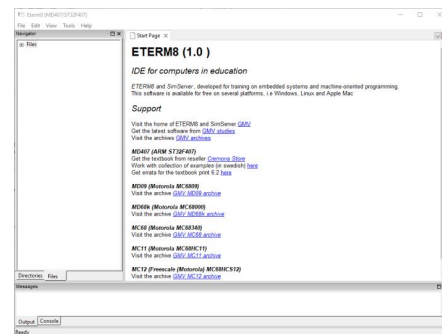 Eterm8 [MD407/ST32F407]
File Edit View Tools Help
Navigator
Files
Start Page
ETERM8 (1.0 )
IDE for computers in education
ETERM8 and SimServer, developed for training on embedded systems and machine-oriented programming.
This software is available for free on several platforms, i.e Windows, Linux and Apple Mac
Support
Visit the home of ETERM8 and SimServer GMV
Get the latest software from GMV studies
Visit the archives GMV archives
MD407 (ARM ST32F407)
Get the textbook from reseller Cremona Store
Work with collection of examples (in swedish) here
Get errata for the textbook print 6.2 here
MD09 (Motorola MC6809)
Visit the archive GMV MD09 archive
MD68k (Motorola MC68000)
Visit the archive GMV MD68k archive
MC68 (Motorola MC68340)
Visit the archive GMV MC68 archive
MC11 (Motorola MC68HC11)
Visit the archive GMV MC11 archive
MC12 (Freescale (Motorola) MC68HCS12)
Visit the archive GMV MC12 archive
Directories Files
Messages
Output Console
Ready